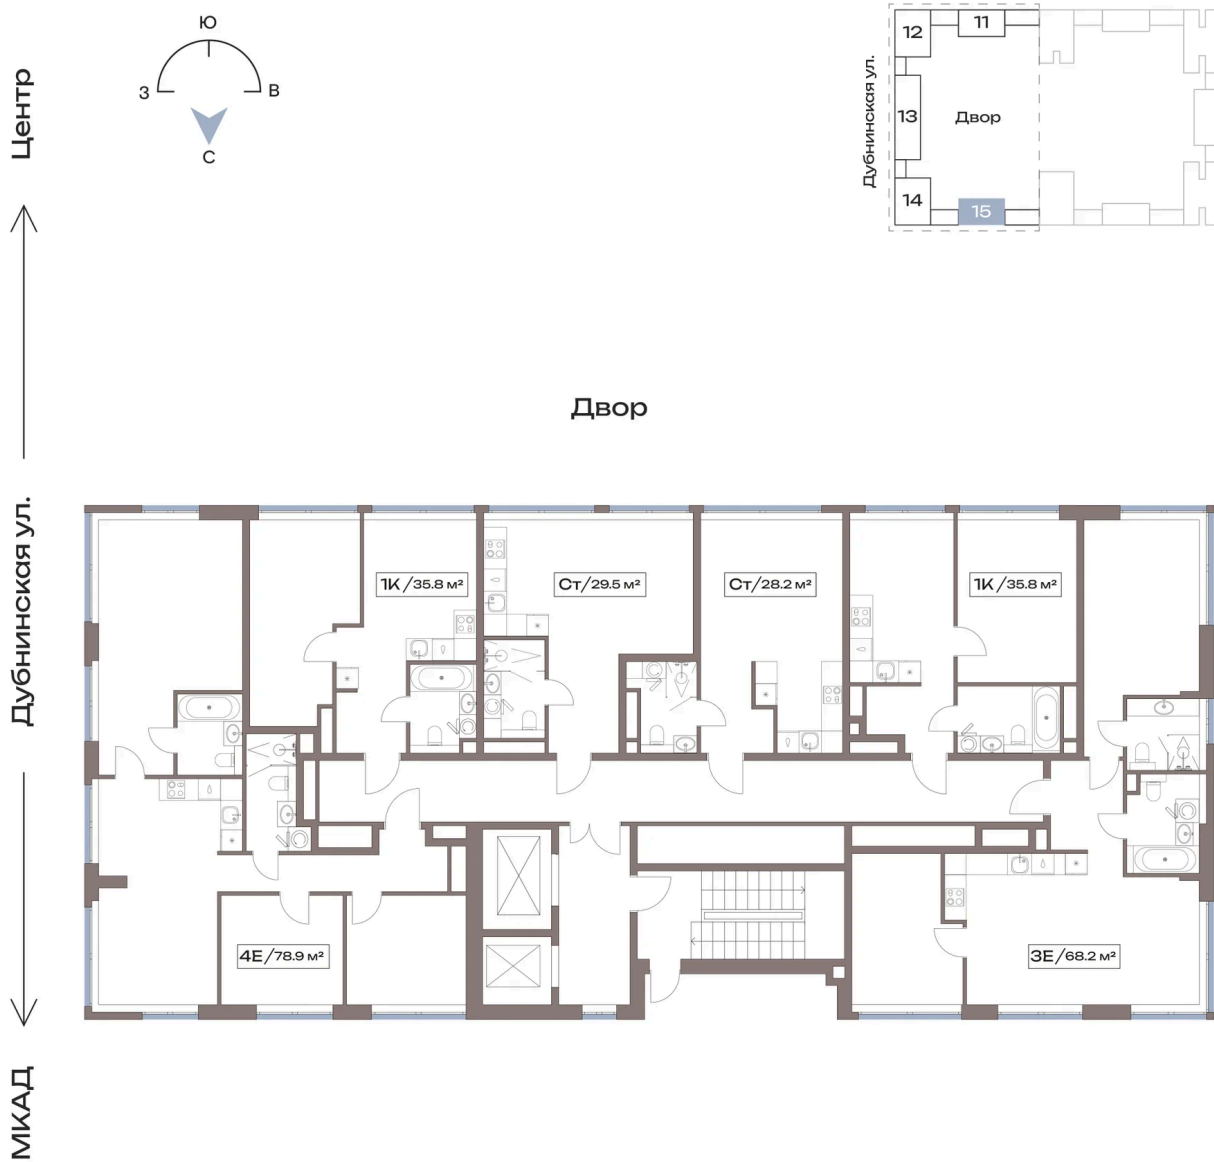 Ю
З
В
С
Центр
Дубнинская ул.
МКАД
Дубнинская ул.
12
11
13
Двор
14
15
Двор
1К / 35.8 м²
Ст / 29.5 м²
Ст / 28.2 м²
1К / 35.8 м²
4Е / 78.9 м²
3Е / 68.2 м²